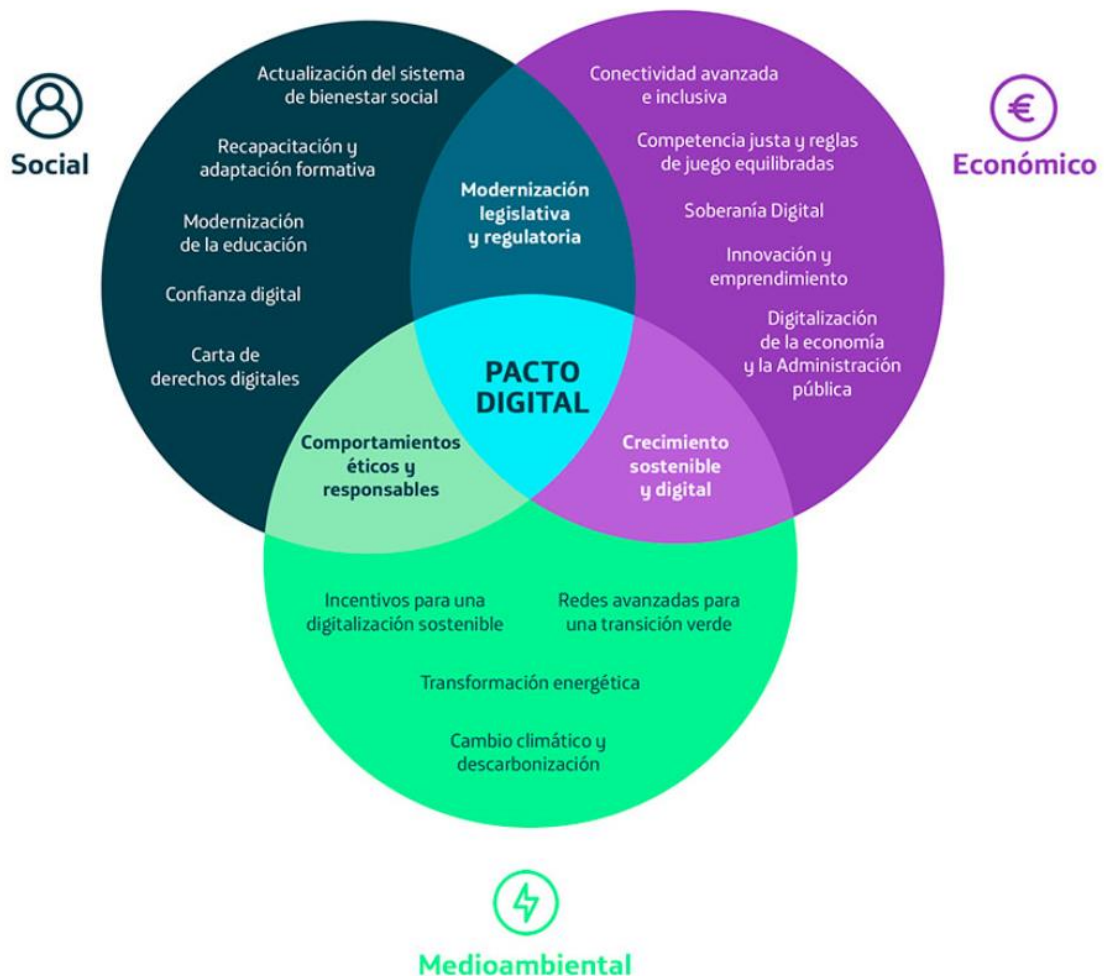 Social
Actualización del sistema
de bienestar social
Recapacitación y
adaptación formativa
Modernización
de la educación
Confianza digital
Carta de
derechos digitales
Modernización
legislativa
y regulatoria
Conectividad avanzada
e inclusiva
Competencia justa y reglas
de juego equilibradas
Soberanía Digital
Innovación y
emprendimiento
Digitalización
de la economía
y la Administración
pública
€
Económico
PACTO
DIGITAL
Comportamientos
éticos y
responsables
Crecimiento
sostenible
y digital
Incentivos para una
digitalización sostenible
Redes avanzadas para
una transición verde
Transformación energética
Cambio climático y
descarbonización
Medioambiental